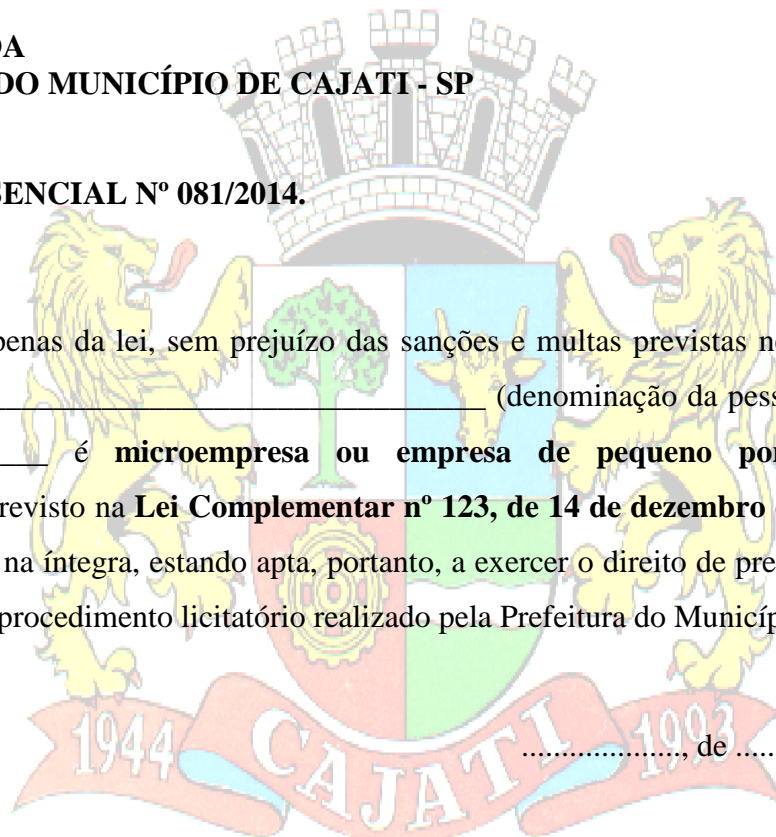 DA
DO MUNICÍPIO DE CAJATI - SP
SENCIAL Nº 081/2014.
penas da lei, sem prejuízo das sanções e multas previstas n
__________________________________ (denominação da pess
___ é microempresa ou empresa de pequeno por
revisto na Lei Complementar nº 123, de 14 de dezembro
na íntegra, estando apta, portanto, a exercer o direito de pre
procedimento licitatório realizado pela Prefeitura do Municíp
...................., de .....
1944 CAJATI 1993